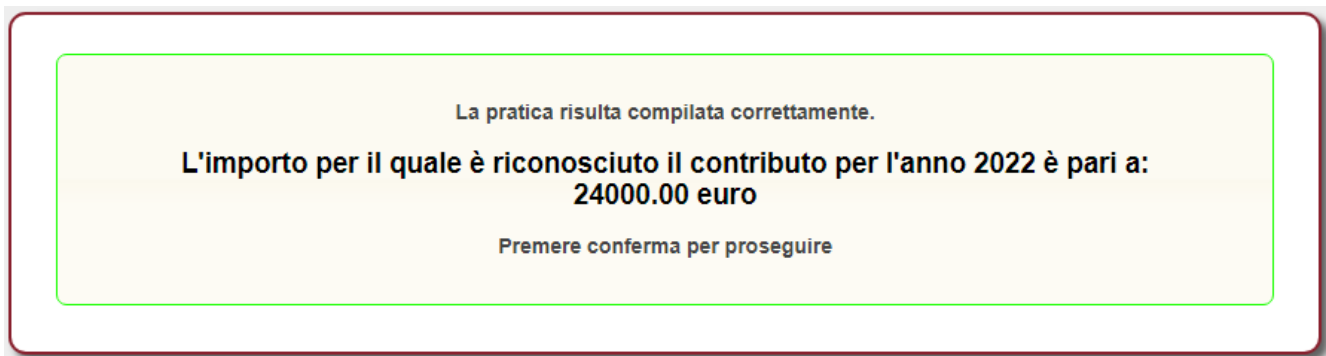 La pratica risulta compilata correttamente.
L'importo per il quale è riconosciuto il contributo per l'anno 2022 è pari a:
24000.00 euro
Premere conferma per proseguire